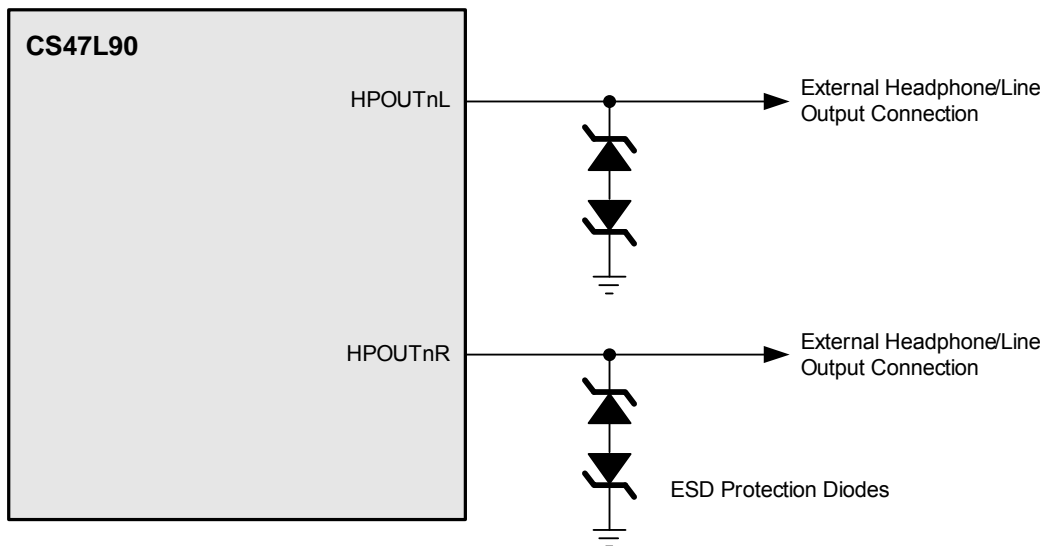 CS47L90
HPOUTnL
External Headphone/Line
Output Connection
HPOUTnR
External Headphone/Line
Output Connection
ESD Protection Diodes